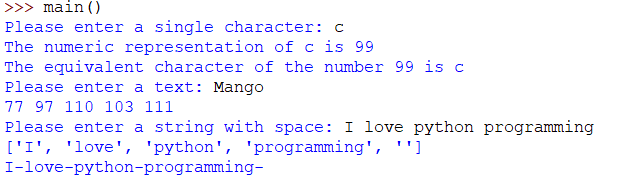 >>> main()
Please enter a single character: c
The numeric representation of c is 99
The equivalent character of the number 99 is c
Please enter a text: Mango
77 97 110 103 111
Please enter a string with space: I love python programming
['I', 'love', 'python', 'programming', '']
I-love-python-programming-